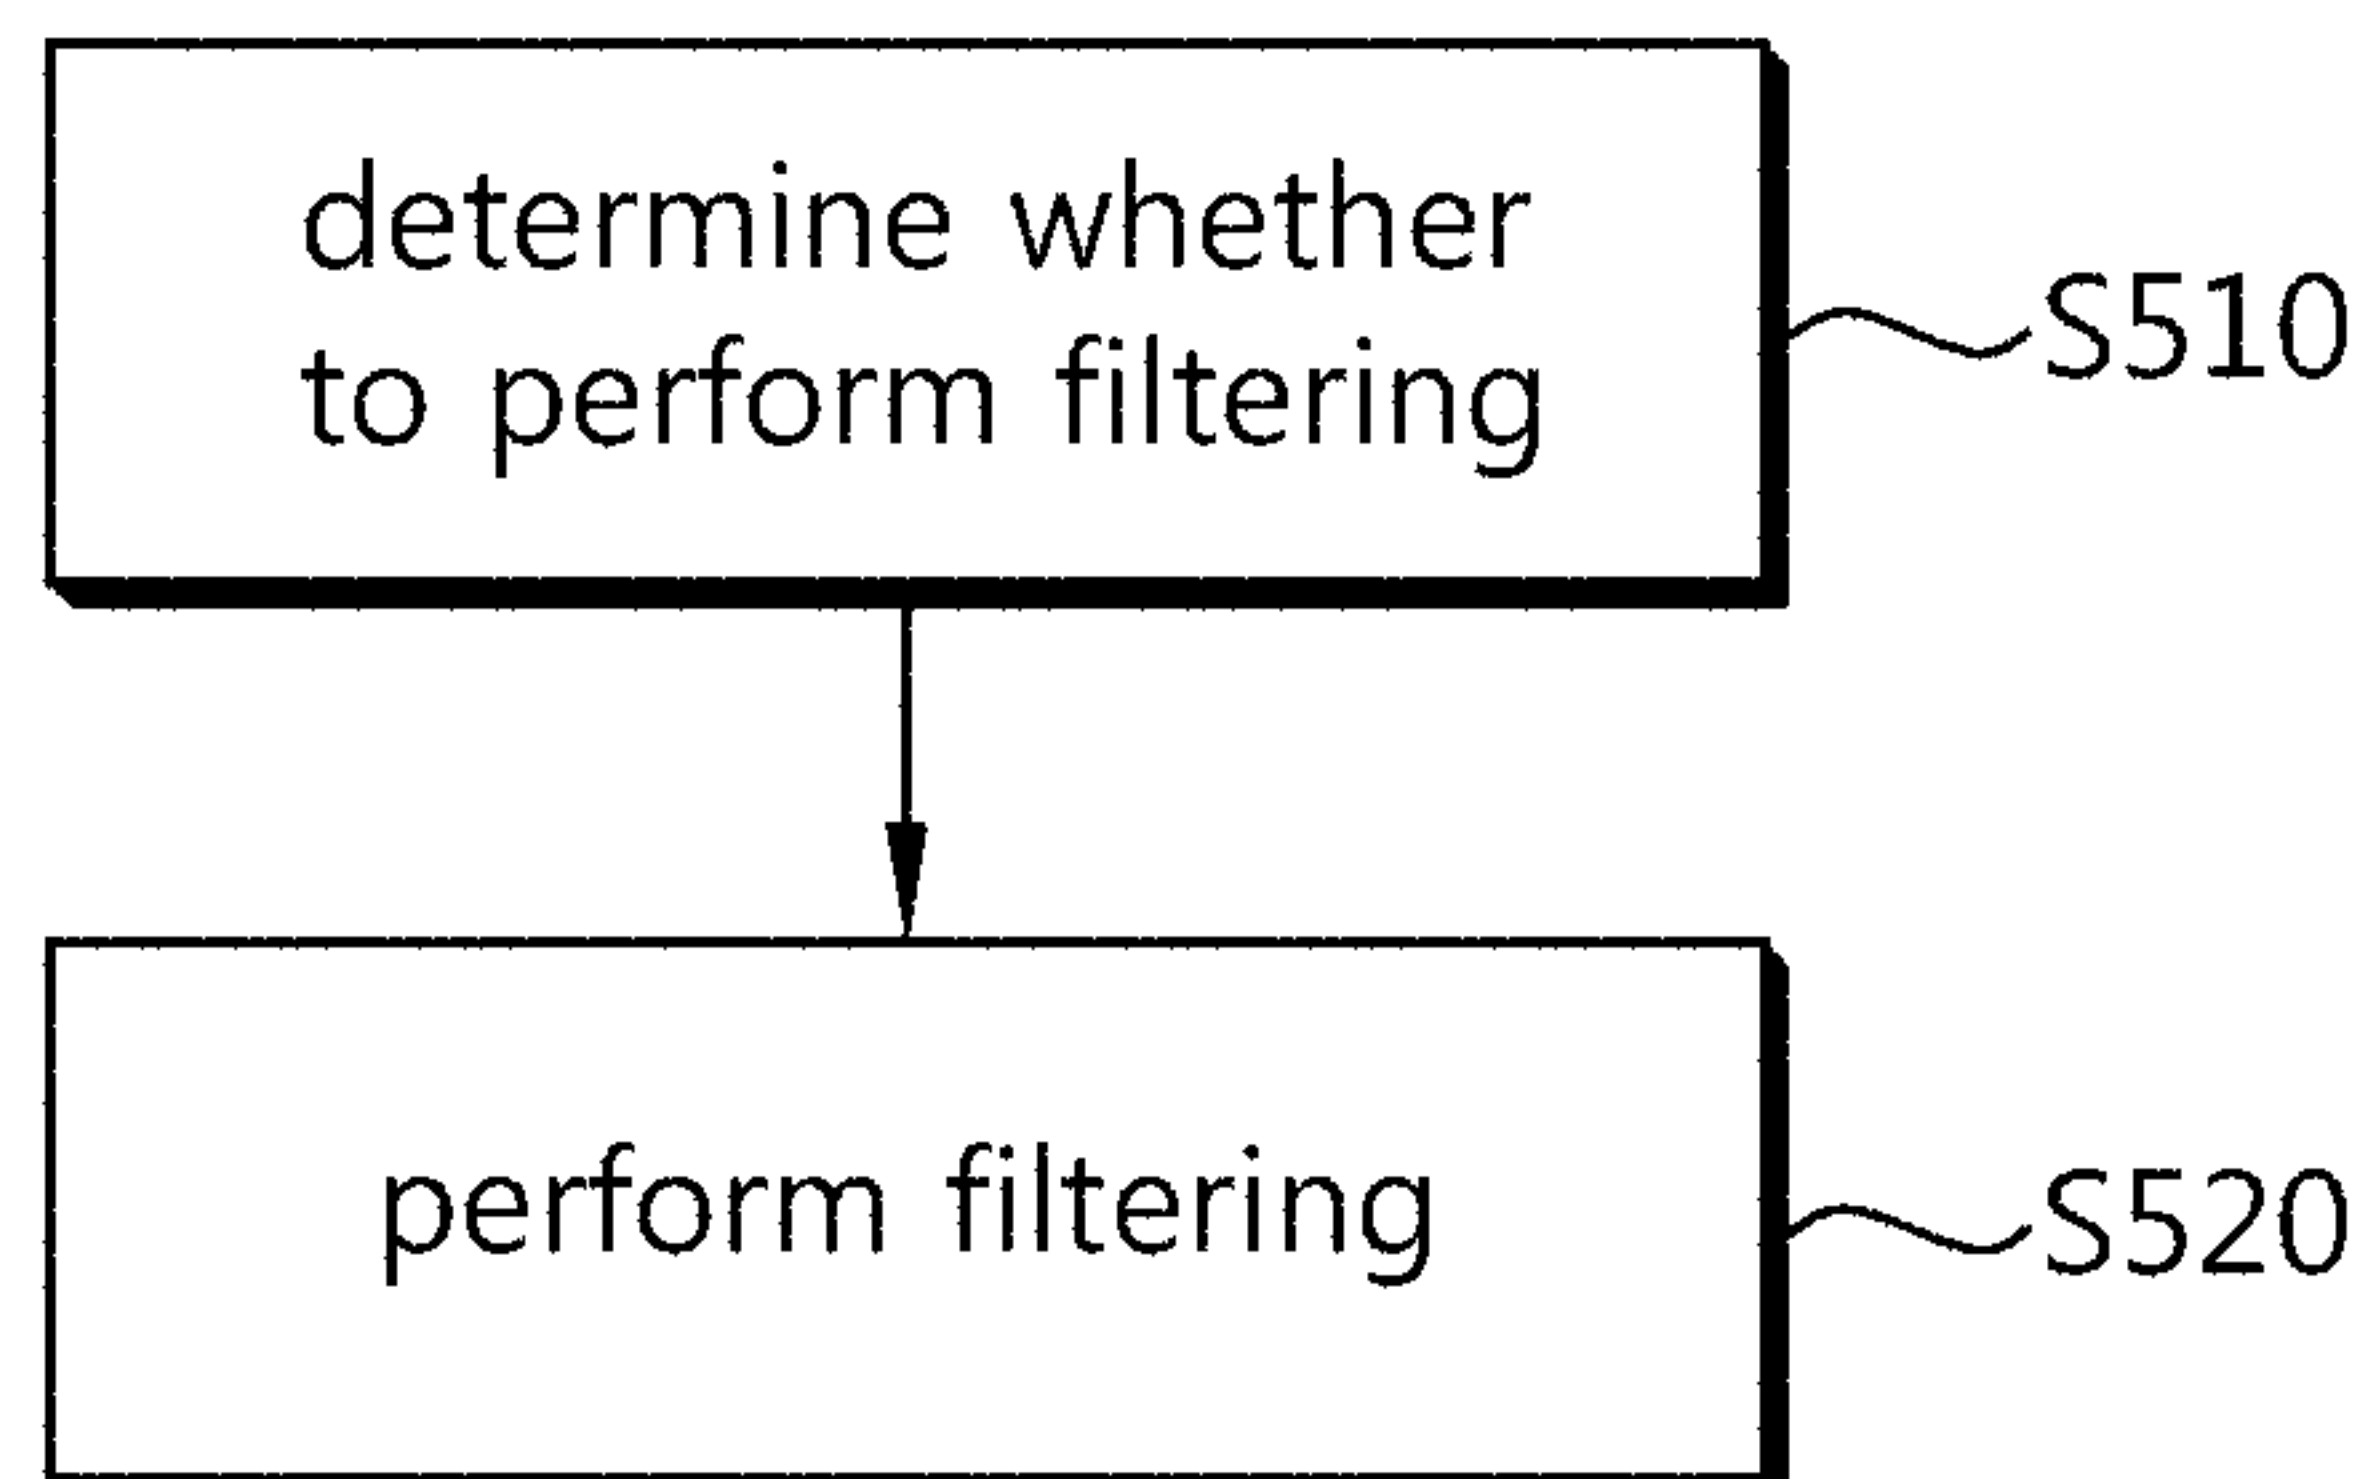 determine whether
to perform filtering
S510
perform filtering
S520